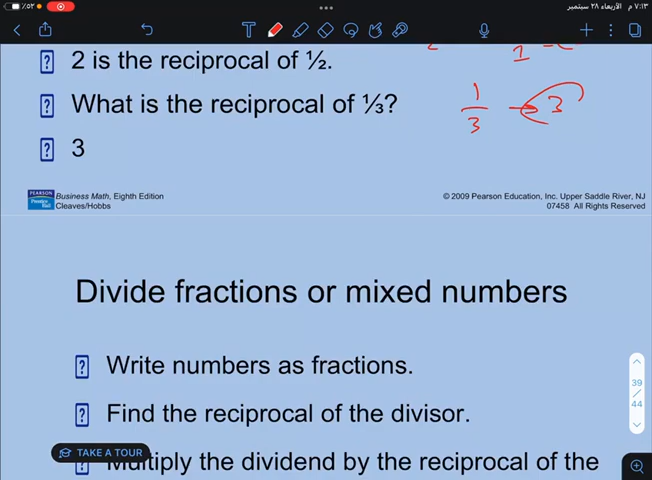 ٥٢٪ ٧:١٣ م الأربعاء ٢٨ سبتمبر
2 is the reciprocal of ½.
What is the reciprocal of ⅓?
1
3
3
3
PEARSON
Prentice Hall
Business Math, Eighth Edition
Cleaves/Hobbs
© 2009 Pearson Education, Inc. Upper Saddle River, NJ
07458 All Rights Reserved
Divide fractions or mixed numbers
Write numbers as fractions.
Find the reciprocal of the divisor.
Multiply the dividend by the reciprocal of the
TAKE A TOUR
39
/
44